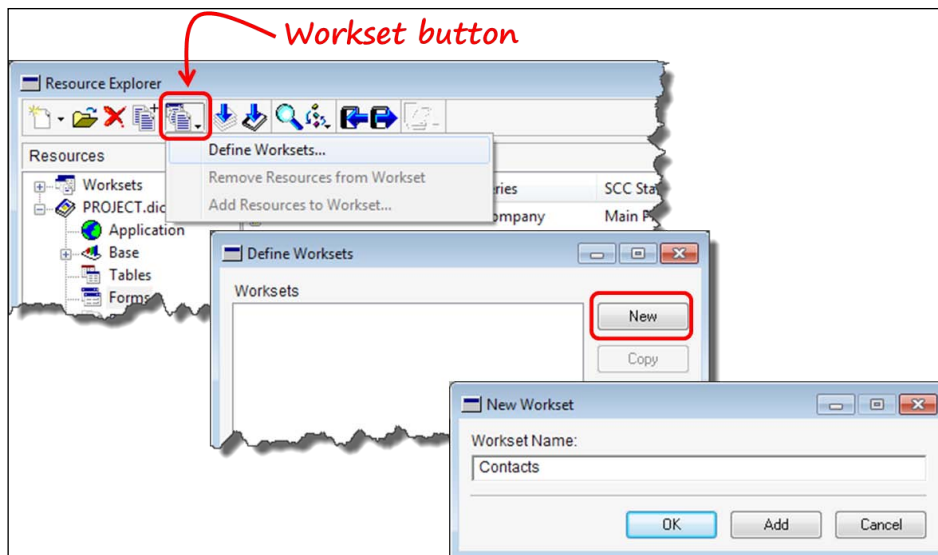 Workset button
Resource Explorer
Resources
Define Worksets...
Remove Resources from Workset
Add Resources to Workset...
Worksets
PROJECT.dic
Application
Base
Tables
Forms
ries
SCC Sta
ompany
Main P
Define Worksets
Worksets
New
Copy
New Workset
Workset Name:
Contacts
OK
Add
Cancel